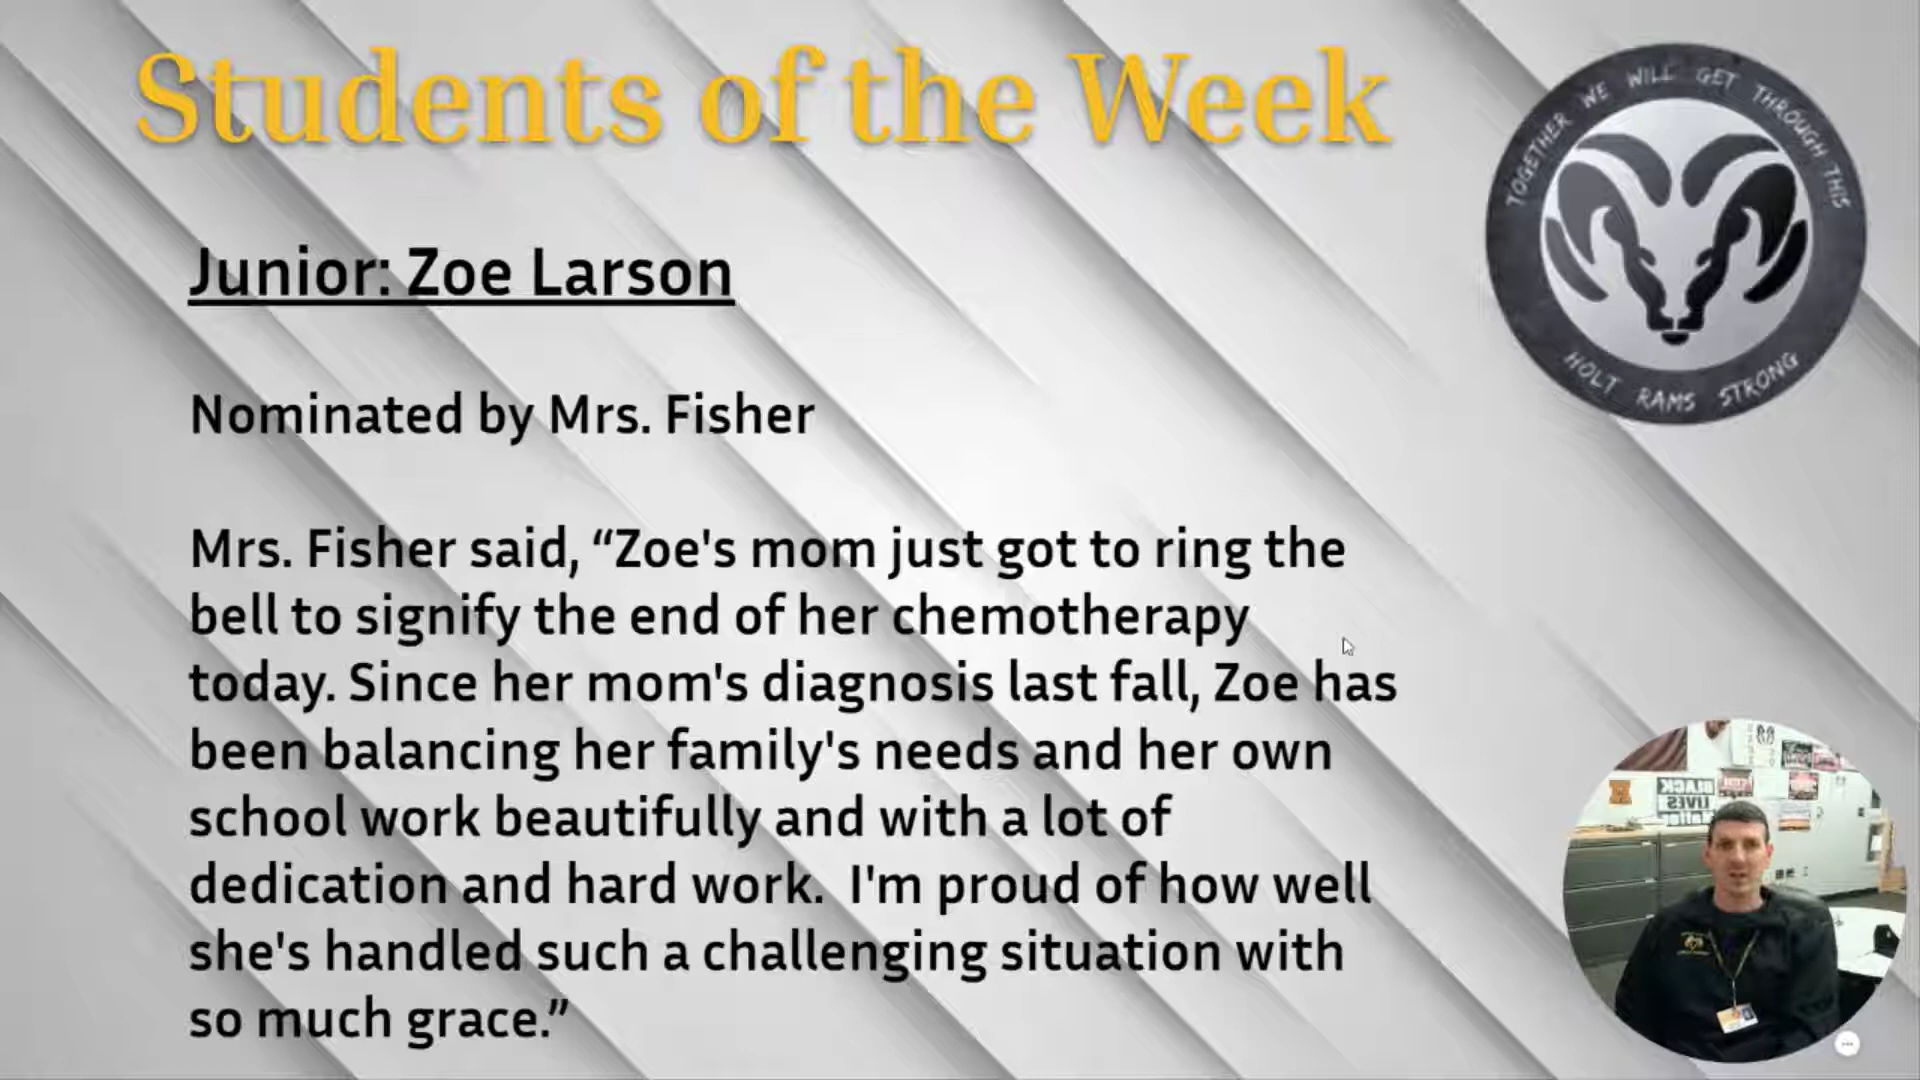 Students of the Week
TOGETHER WE WILL GET THROUGH THIS
HOLT RAMS STRONG
Junior: Zoe Larson
Nominated by Mrs. Fisher
Mrs. Fisher said, “Zoe's mom just got to ring the
bell to signify the end of her chemotherapy
today. Since her mom's diagnosis last fall, Zoe has
been balancing her family's needs and her own
school work beautifully and with a lot of
dedication and hard work.  I'm proud of how well
she's handled such a challenging situation with
so much grace.”
BLACK
LIVES
Matter